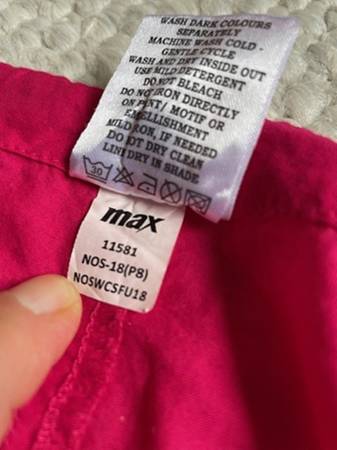 WASH DARK COLOURS
SEPARATELY
MACHINE WASH COLD -
GENTLE CYCLE
WASH AND DRY INSIDE OUT
USE MILD DETERGENT
DO NOT BLEACH
DO NOT IRON DIRECTLY
ON PRINT / MOTIF OR
EMELLISHMENT
MILD IRON, IF NEEDED
DO NOT DRY CLEAN
LINE DRY IN SHADE
30
max
11581
NOS-18(P8)
NOSWCSFU18